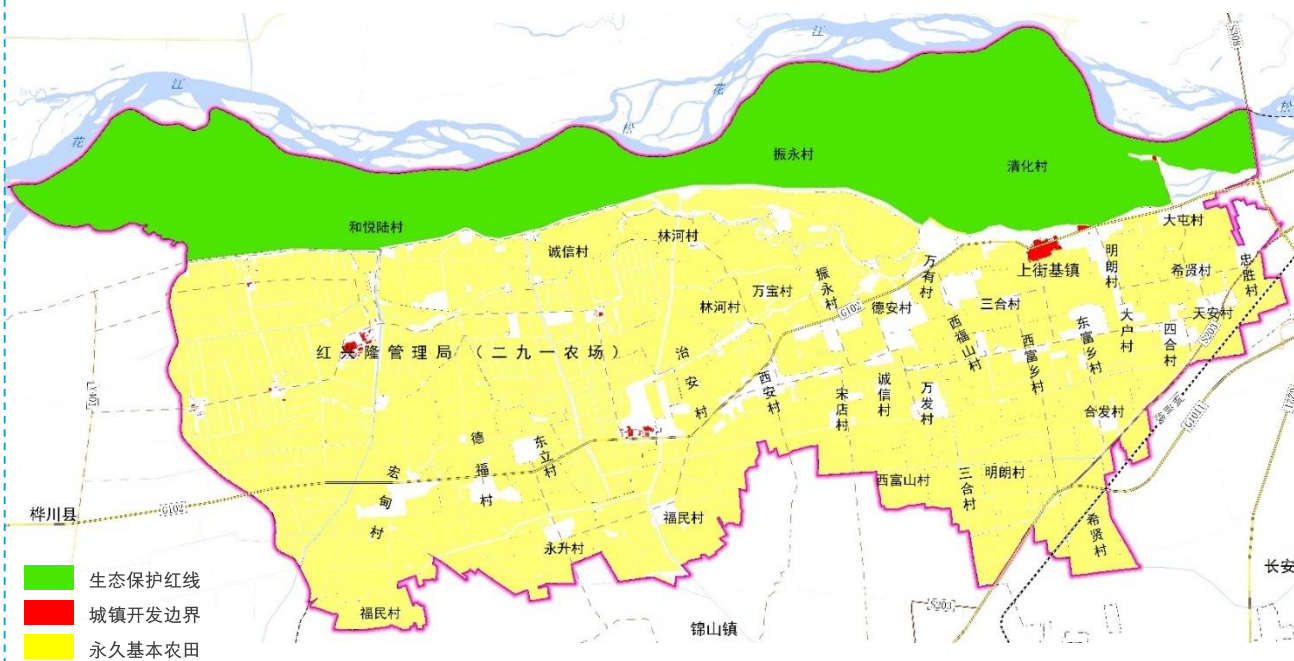 江
S308
江
花
松
花
松
振永村
清化村
和悦陆村
大屯村
诚信村
林河村
万有村
上街基镇
明朗村
希贤村
忠胜村
振永村
万宝村
林河村
G102
德安村
三合村
大户村
天安村
四合村
S203
红兴隆管理局（二九一农场）
治安村
西安村
宋店村
诚信村
万发村
西福山村
西富乡村
东富乡村
合发村
G1011
德福村
东立村
宏甸村
西富山村
三合村
明朗村
希贤村
桦川县
G102
福民村
永升村
长安
福民村
锦山镇
S203
生态保护红线
城镇开发边界
永久基本农田